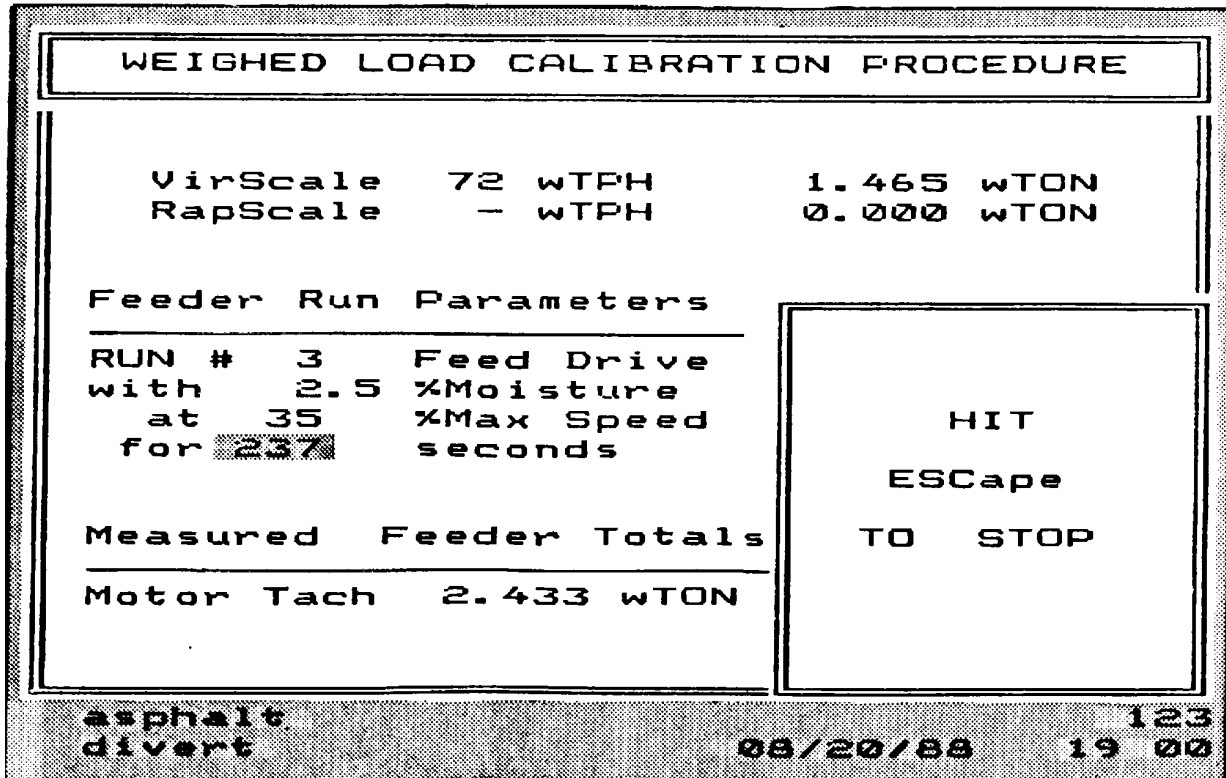 WEIGHED LOAD CALIBRATION PROCEDURE
VirScale 72 wTPH 1.465 wTON
RapScale - wTPH 0.000 wTON
Feeder Run Parameters
RUN # 3 Feed Drive
with 2.5 %Moisture
at 35 %Max Speed
for 237 seconds
HIT
ESCape
TO STOP
Measured Feeder Totals
Motor Tach 2.433 wTON
asphalt 123
divert 08/20/88 19 00